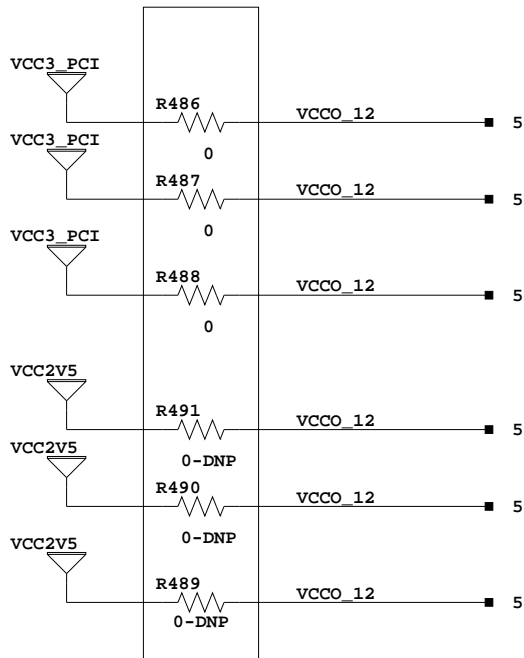 VCC3_PCI
R486
VCCO_12
5
0
VCC3_PCI
R487
VCCO_12
5
0
VCC3_PCI
R488
VCCO_12
5
0
VCC2V5
R491
VCCO_12
5
0-DNP
VCC2V5
R490
VCCO_12
5
0-DNP
VCC2V5
R489
VCCO_12
5
0-DNP